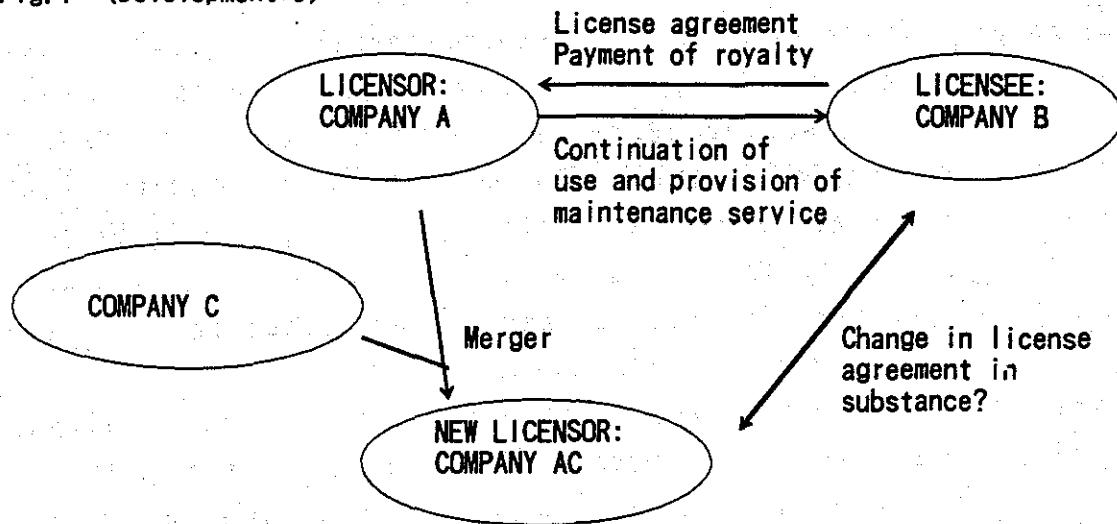 License agreement
Payment of royalty
LICENSOR:
COMPANY A
LICENSEE:
COMPANY B
Continuation of
use and provision of
maintenance service
COMPANY C
Merger
Change in license
agreement in
substance?
NEW LICENSOR:
COMPANY AC